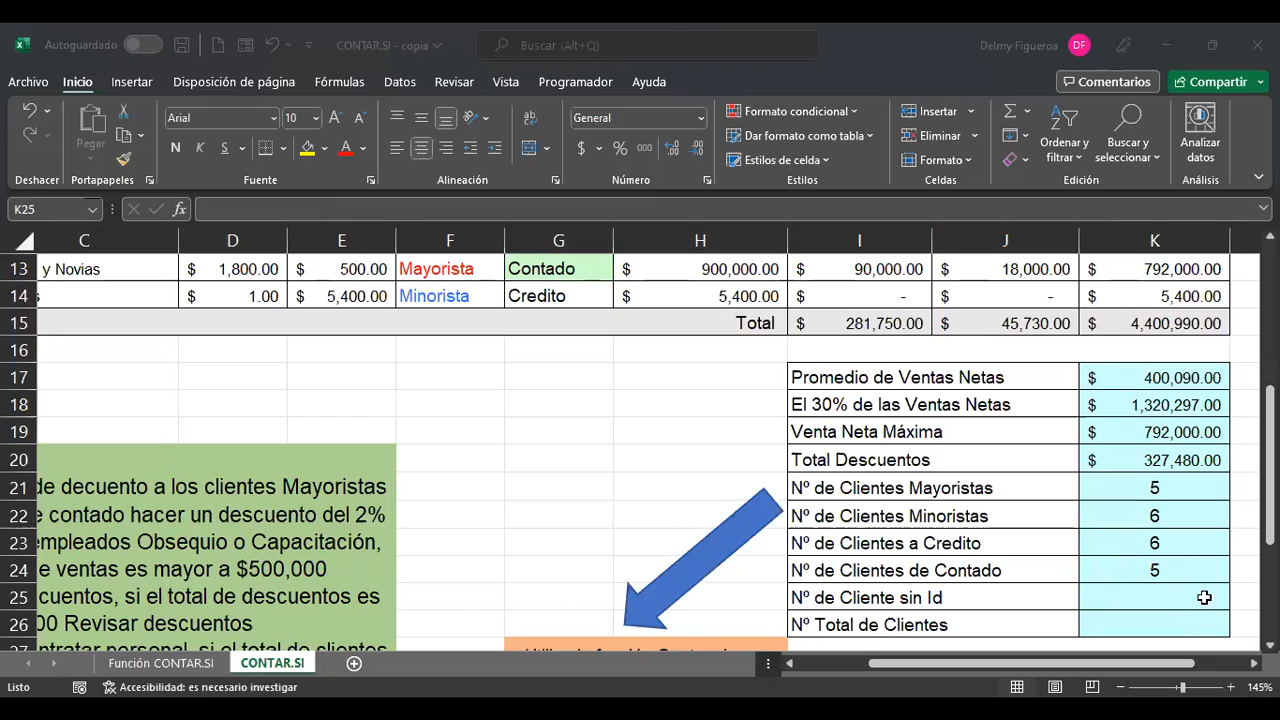 Autoguardado CONTAR.SI - copia Buscar (Alt+Q) Delmy Figueroa DF
Archivo Inicio Insertar Disposición de página Fórmulas Datos Revisar Vista Programador Ayuda Comentarios Compartir
Pegar
Arial 10
N K S
General
$ % 000
Formato condicional
Dar formato como tabla
Estilos de celda
Insertar
Eliminar
Formato
Ordenar y filtrar
Buscar y seleccionar
Analizar datos
Deshacer Portapapeles Fuente Alineación Número Estilos Celdas Edición Análisis
K25 fx
C D E F G H I J K
13 y Novias $ 1,800.00 $ 500.00 Mayorista Contado $ 900,000.00 $ 90,000.00 $ 18,000.00 $ 792,000.00
14 $ 1.00 $ 5,400.00 Minorista Credito $ 5,400.00 $ - $ - $ 5,400.00
15 Total $ 281,750.00 $ 45,730.00 $ 4,400,990.00
16
17 Promedio de Ventas Netas $ 400,090.00
18 El 30% de las Ventas Netas $ 1,320,297.00
19 Venta Neta Máxima $ 792,000.00
20 Total Descuentos $ 327,480.00
21 de decuento a los clientes Mayoristas Nº de Clientes Mayoristas 5
22 e contado hacer un descuento del 2% Nº de Clientes Minoristas 6
23 empleados Obsequio o Capacitación, Nº de Clientes a Credito 6
24 e ventas es mayor a $500,000 Nº de Clientes de Contado 5
25 cuentos, si el total de descuentos es Nº de Cliente sin Id
26 00 Revisar descuentos Nº Total de Clientes
27 ntratar personal, si el total de clientes
Función CONTAR.SI CONTAR.SI
Listo Accesibilidad: es necesario investigar 145%